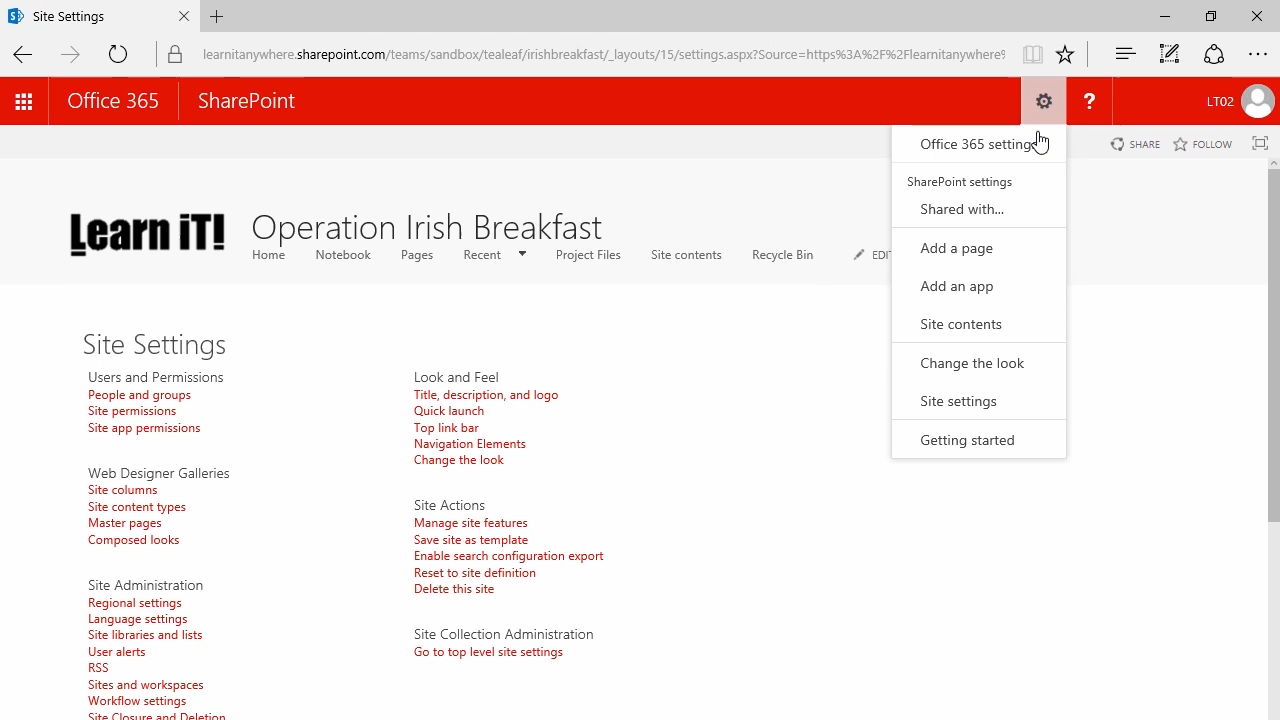 Site Settings
learnitanywhere.sharepoint.com/teams/sandbox/tealeaf/irishbreakfast/_layouts/15/settings.aspx?Source=https%3A%2F%2Flearnitanywhere%
Office 365
SharePoint
?
LT02
SHARE
FOLLOW
Office 365 setting
SharePoint settings
Shared with...
Add a page
Add an app
Site contents
Change the look
Site settings
Getting started
Learn iT!
Operation Irish Breakfast
Home Notebook Pages Recent Project Files Site contents Recycle Bin EDIT
Site Settings
Users and Permissions
People and groups
Site permissions
Site app permissions
Web Designer Galleries
Site columns
Site content types
Master pages
Composed looks
Site Administration
Regional settings
Language settings
Site libraries and lists
User alerts
RSS
Sites and workspaces
Workflow settings
Site Closure and Deletion
Look and Feel
Title, description, and logo
Quick launch
Top link bar
Navigation Elements
Change the look
Site Actions
Manage site features
Save site as template
Enable search configuration export
Reset to site definition
Delete this site
Site Collection Administration
Go to top level site settings